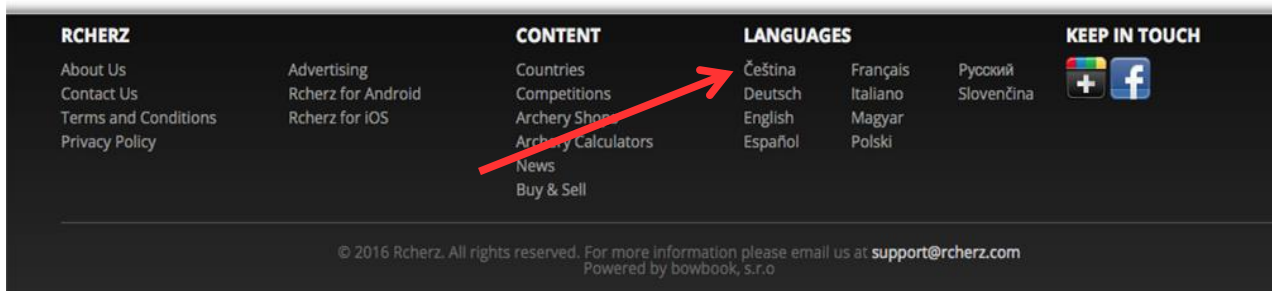 RCHERZ
About Us
Contact Us
Terms and Conditions
Privacy Policy
Advertising
Rcherz for Android
Rcherz for iOS
CONTENT
Countries
Competitions
Archery Shops
Archery Calculators
News
Buy & Sell
LANGUAGES
Čeština
Deutsch
English
Español
Français
Italiano
Magyar
Polski
Русский
Slovenčina
KEEP IN TOUCH
© 2016 Rcherz. All rights reserved. For more information please email us at support@rcherz.com
Powered by bowbook, s.r.o